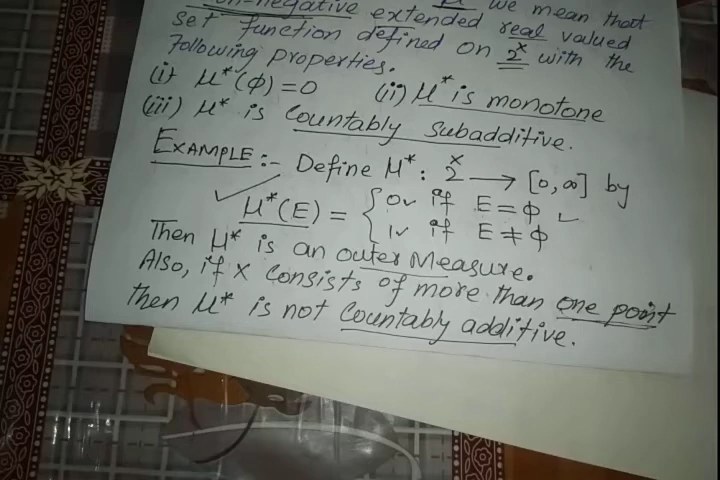 on-negative extended real valued
set function defined on 2^x with the
following properties.
(i) μ*(ϕ) = 0 (ii) μ* is monotone
(iii) μ* is countably subadditive.
EXAMPLE:- Define μ*: 2^x → [0,∞] by
μ*(E) = { 0 if E = ϕ
1 if E ≠ ϕ
Then μ* is an outer Measure.
Also, if X consists of more than one point
then μ* is not countably additive.